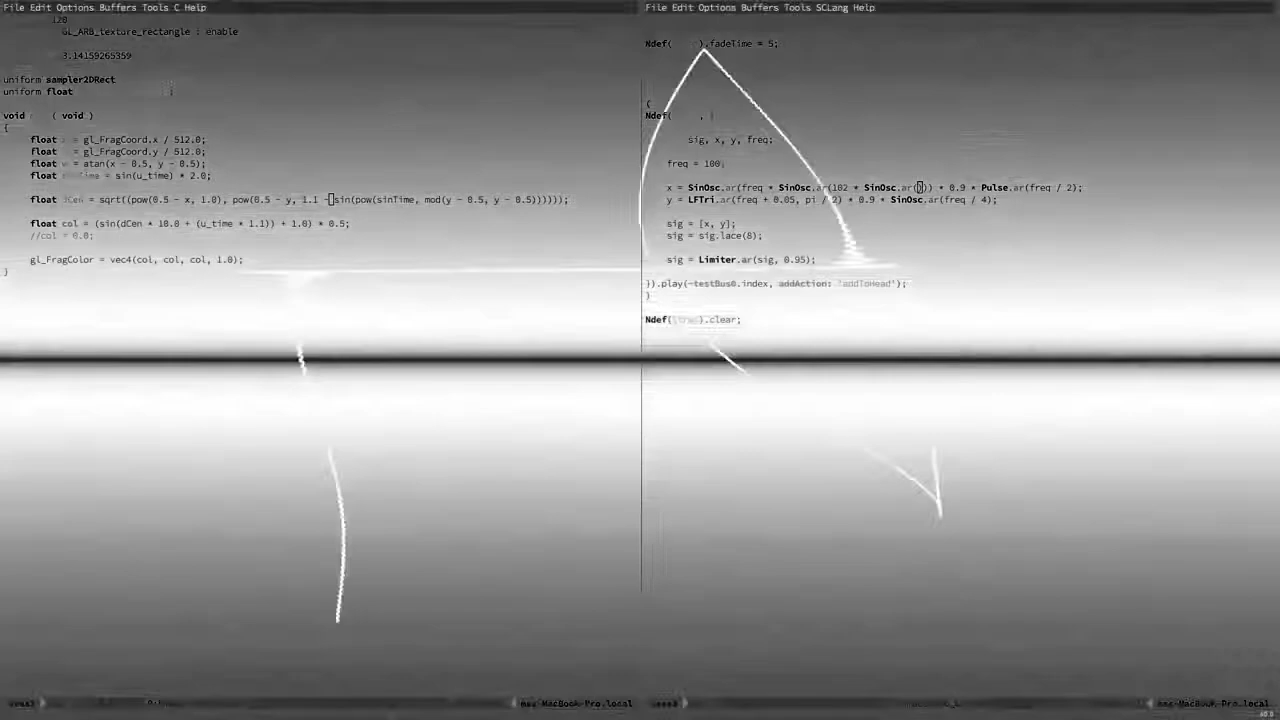 File Edit Options Buffers Tools C Help
120
GL_ARB_texture_rectangle : enable
3.14159265359
uniform sampler2DRect
uniform float ;
void ( void )
{
float = gl_FragCoord.x / 512.0;
float = gl_FragCoord.y / 512.0;
float = atan(x - 0.5, y - 0.5);
float = sin(u_time) * 2.0;
float dCen = sqrt((pow(0.5 - x, 1.0), pow(0.5 - y, 1.1 - sin(pow(sinTime, mod(y - 0.5, y - 0.5))))));
float col = (sin(dCen * 10.0 + (u_time * 1.1)) + 1.0) * 0.5;
//col = 0.0;
gl_FragColor = vec4(col, col, col, 1.0);
}
File Edit Options Buffers Tools SCLang Help
Ndef( ).fadeTime = 5;
(
Ndef( ,
sig, x, y, freq;
freq = 100;
x = SinOsc.ar(freq * SinOsc.ar(102 * SinOsc.ar( )) * 0.9 * Pulse.ar(freq / 2);
y = LFTri.ar(freq + 0.05, pi / 2) * 0.9 * SinOsc.ar(freq / 4);
sig = [x, y];
sig = sig.lace(8);
sig = Limiter.ar(sig, 0.95);
}).play(~testBus0.index, addAction: 'addToHead');
)
Ndef( ).clear;
MacBook-Pro.local
MacBook-Pro.local